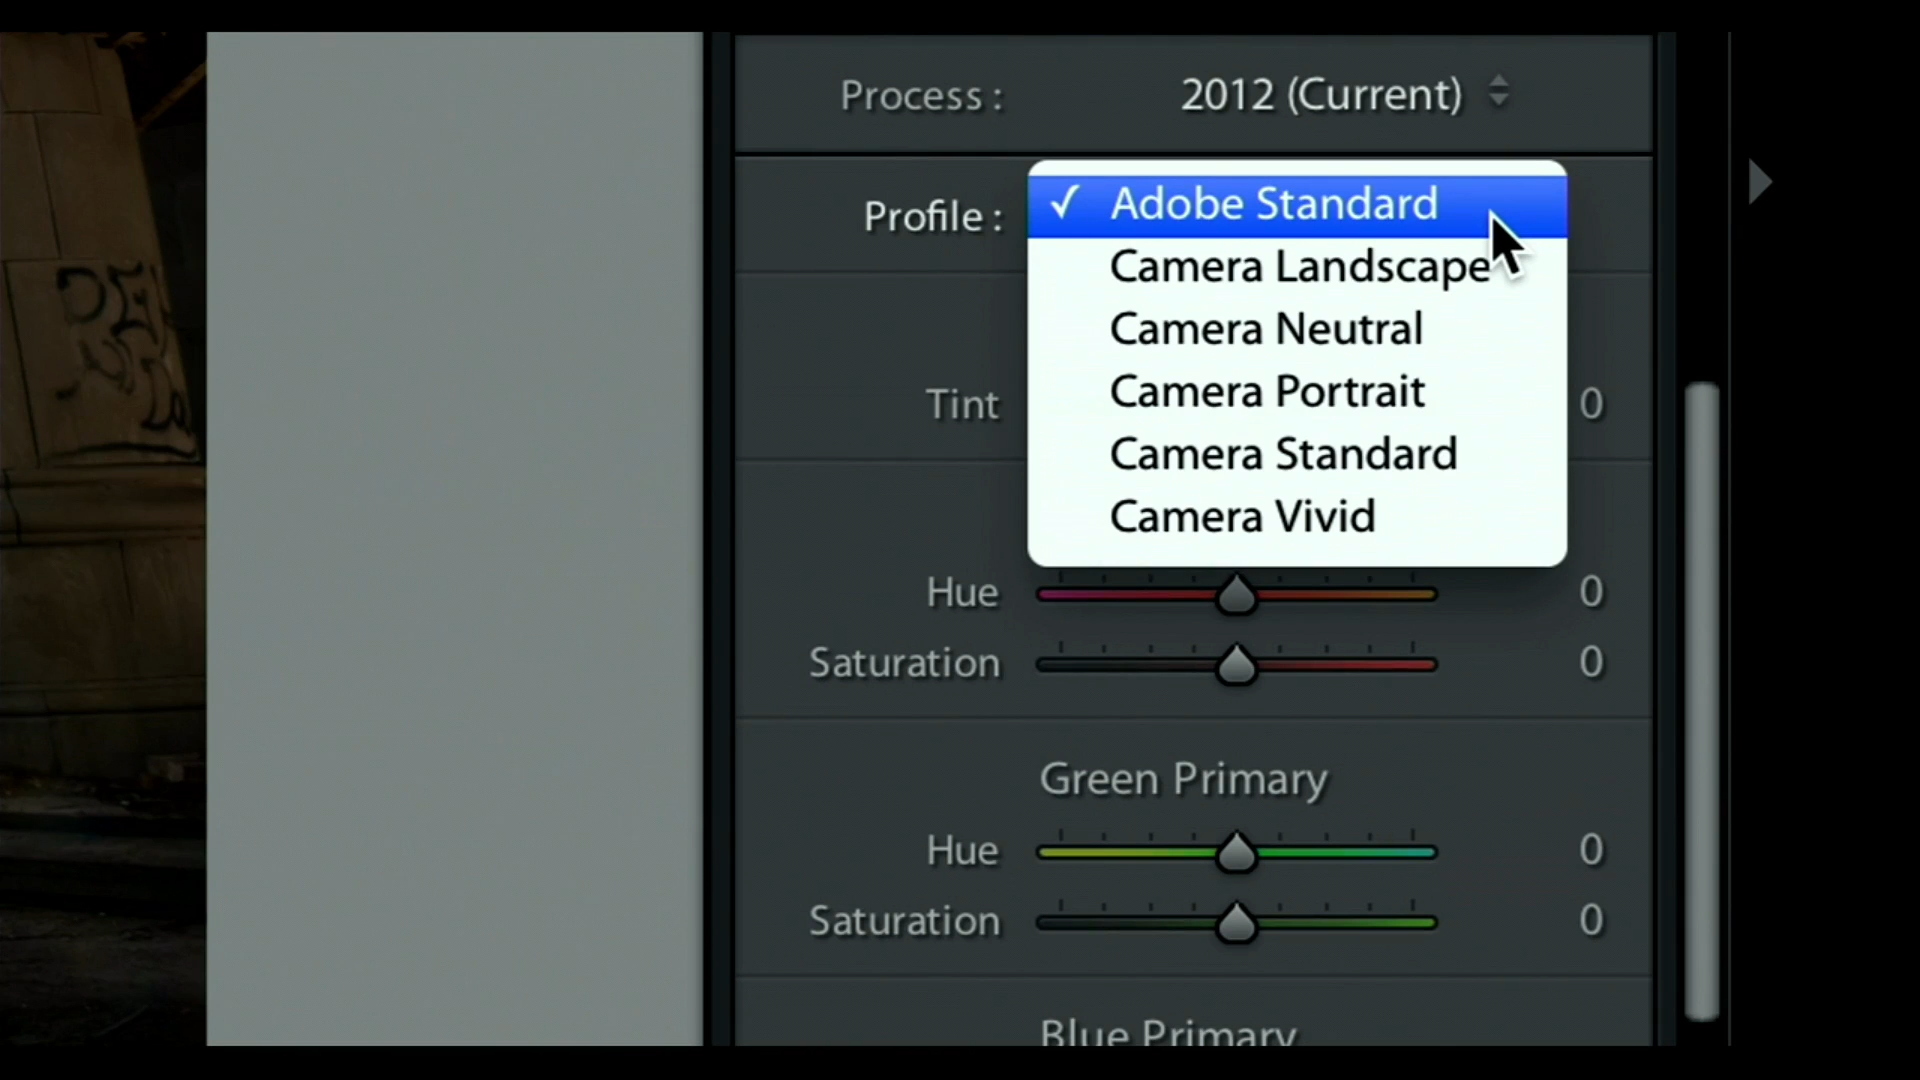 Process : 2012 (Current)
Profile : ✓ Adobe Standard
Camera Landscape
Camera Neutral
Camera Portrait
Camera Standard
Camera Vivid
Tint 0
Hue 0
Saturation 0
Green Primary
Hue 0
Saturation 0
Blue Primary